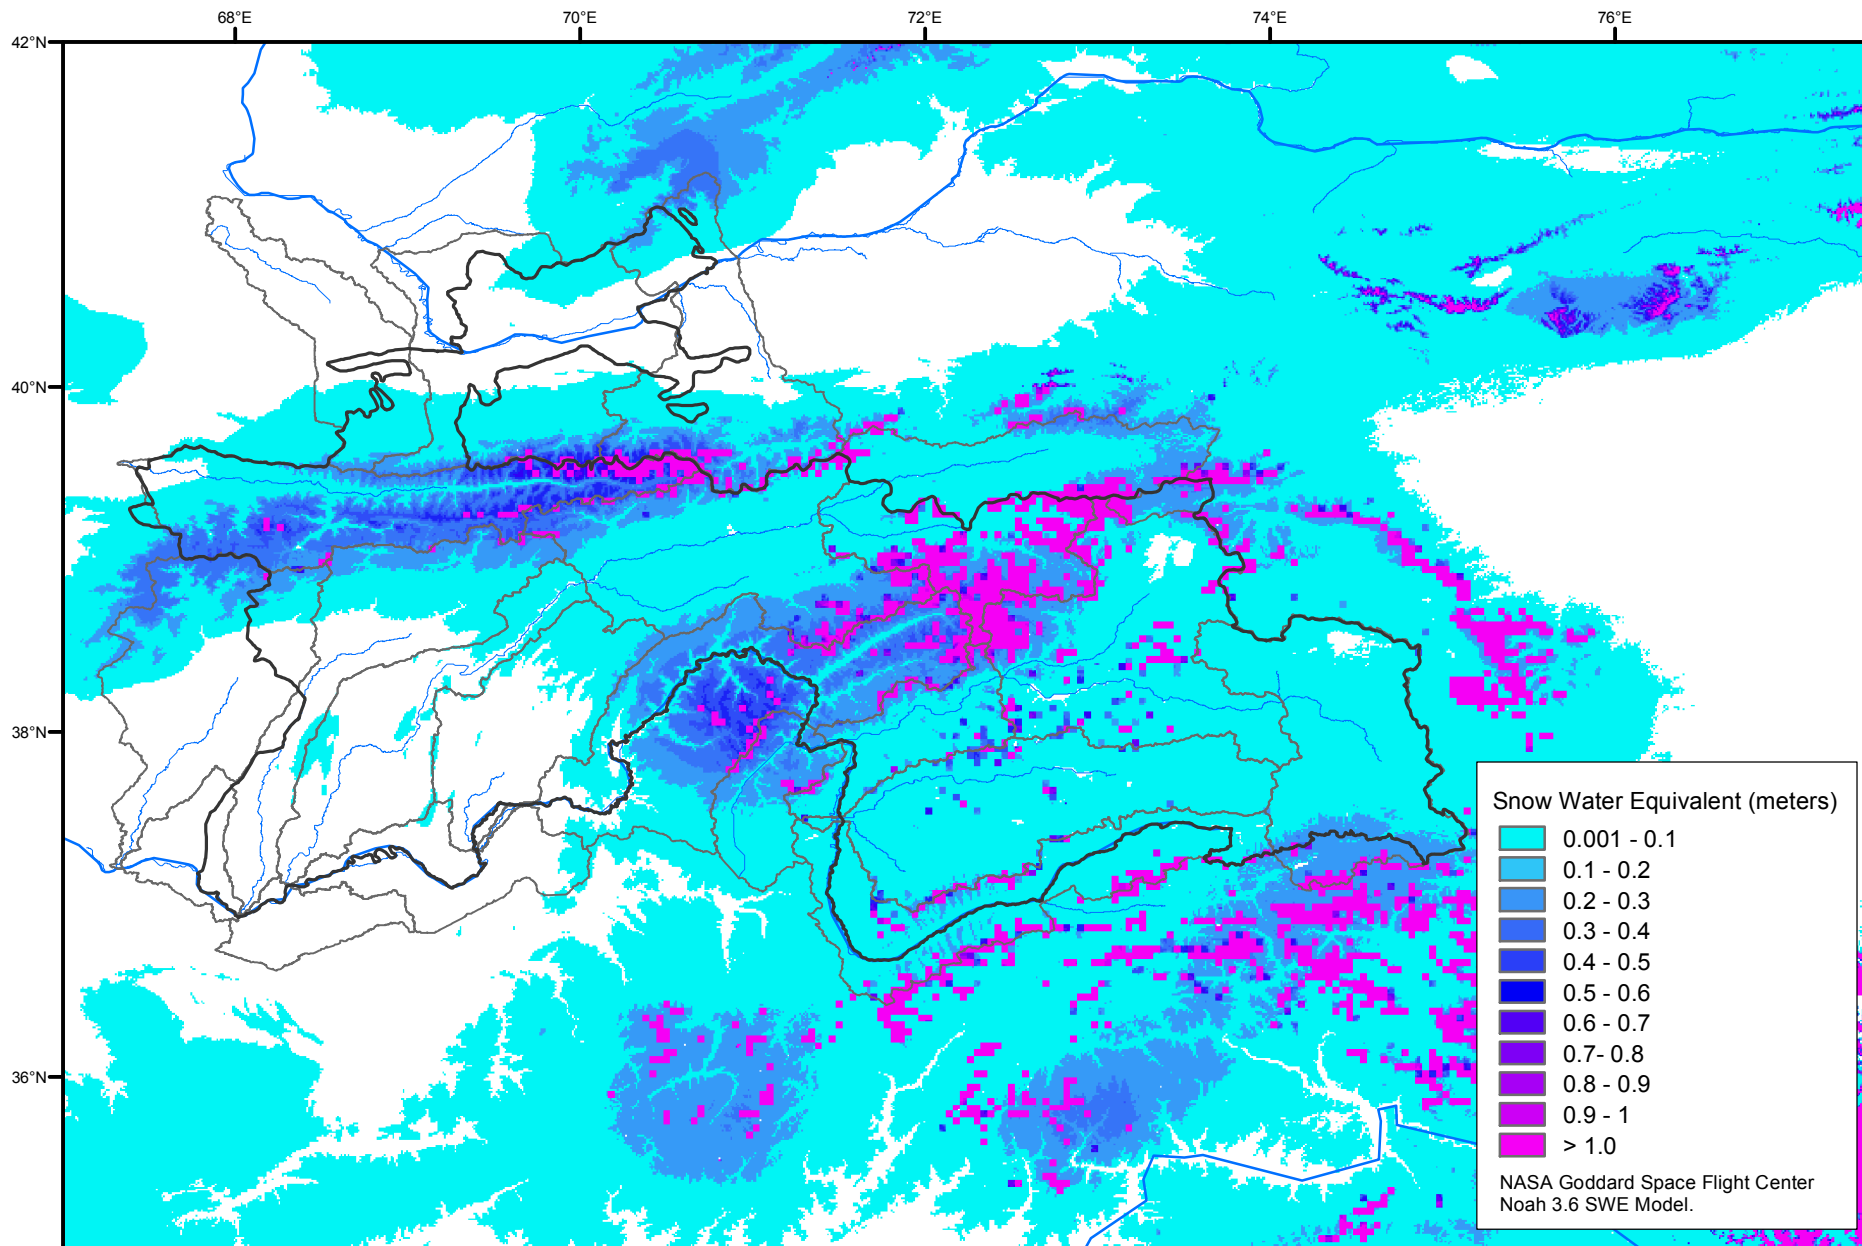 68°E 70°E 72°E 74°E 76°E
42°N
40°N
38°N
36°N
Snow Water Equivalent (meters)
0.001 - 0.1
0.1 - 0.2
0.2 - 0.3
0.3 - 0.4
0.4 - 0.5
0.5 - 0.6
0.6 - 0.7
0.7- 0.8
0.8 - 0.9
0.9 - 1
> 1.0
NASA Goddard Space Flight Center
Noah 3.6 SWE Model.